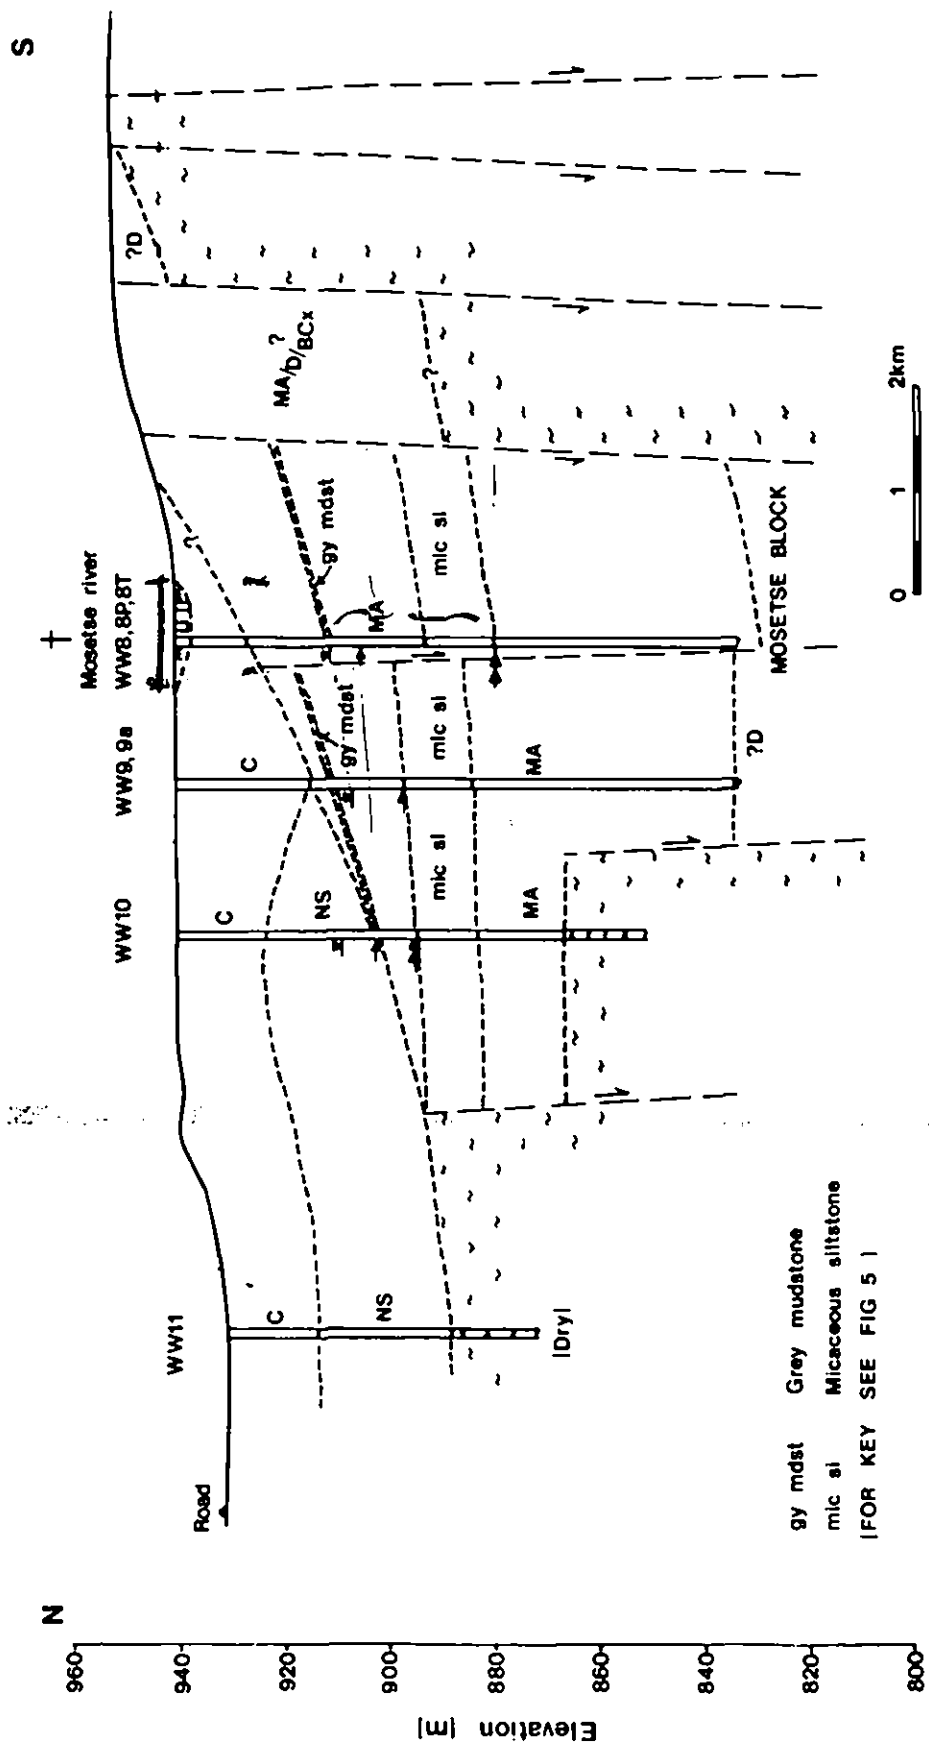 N
S
Mosetse river
WW11
WW10
WW9, 9a
WW8, 8P, 8T
Road
C
NS
|Dry|
C
NS
MA
C
MA
?D
mic si
mic si
mic si
gy mdst
gy mdst
MA
?
?
MA/D/BCx
?
?
?D
MOSETSE BLOCK
Elevation [m]
960
940
920
900
880
860
840
820
800
0 1 2km
gy mdst Grey mudstone
mic si Micaceous siltstone
|FOR KEY SEE FIG 5 |